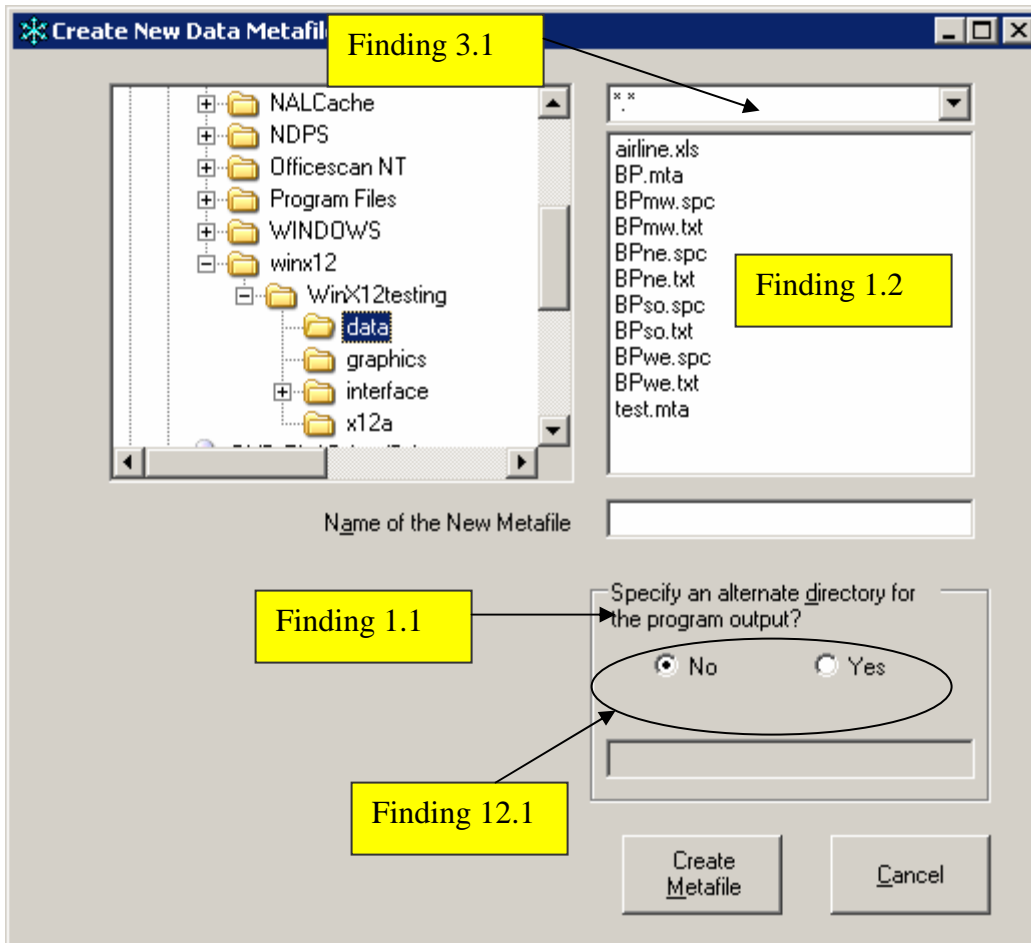 Create New Data Metafil
Finding 3.1
NALCache
NDPS
Officescan NT
Program Files
WINDOWS
winx12
WinX12testing
data
graphics
interface
x12a
*.*
airline.xls
BP.mta
BPmw.spc
BPmw.txt
BPne.spc
BPne.txt
BPso.spc
BPso.txt
BPwe.spc
BPwe.txt
test.mta
Finding 1.2
Name of the New Metafile
Finding 1.1
Specify an alternate directory for
the program output?
No Yes
Finding 12.1
Create
Metafile
Cancel